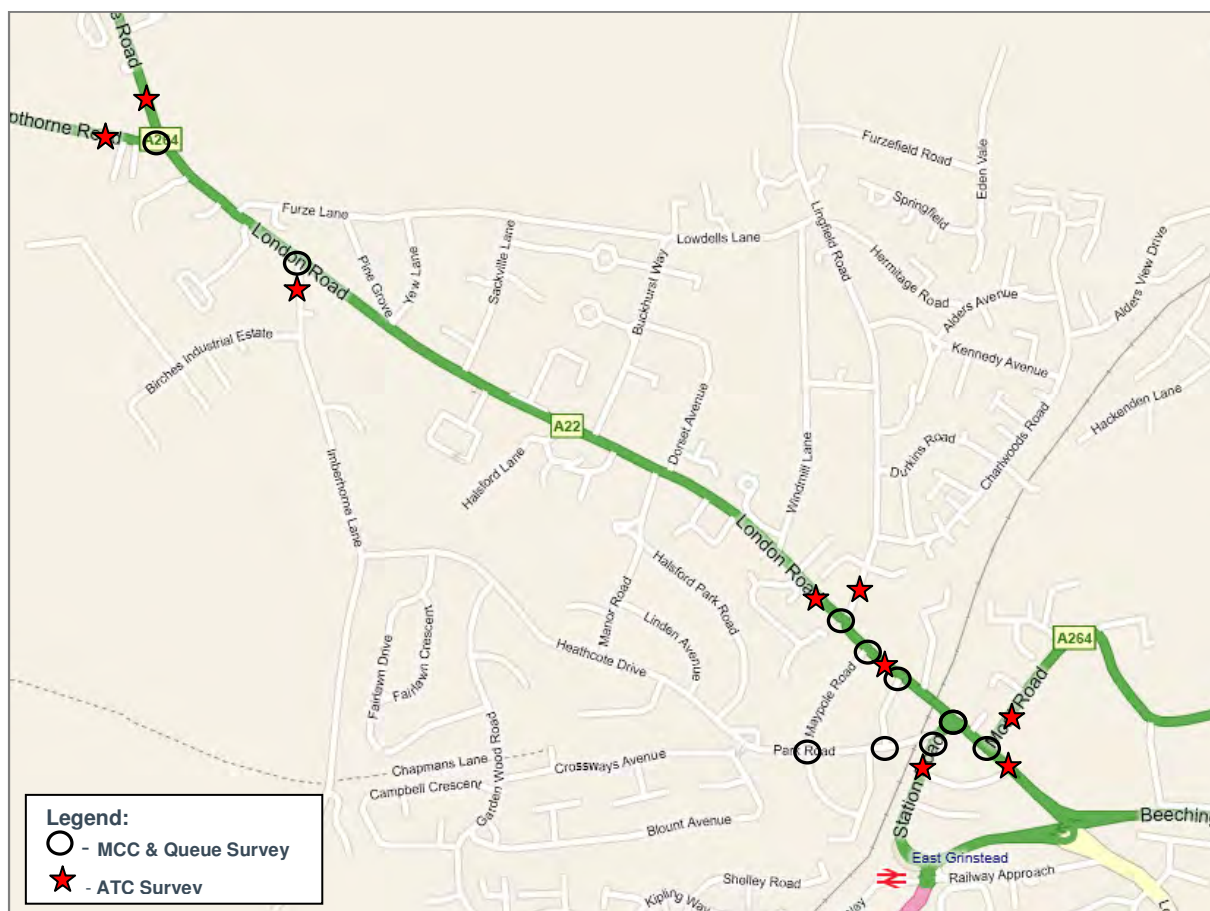 e Road
pthorne Road
A264
Furze Lane
London Road
Pine Grove
Yew Lane
Sackville Lane
Buckhurst Way
Lowdells Lane
Lingfield Road
Furzefield Road
Eden Vale
Springfield
Hermitage Road
Alders Avenue
Alders View Drive
Kennedy Avenue
Hackenden Lane
Birches Industrial Estate
Imberhorne Lane
A22
Halsford Lane
Dorset Avenue
Windmill Lane
Durkins Road
Charlwoods Road
London Road
Halsford Park Road
Manor Road
Linden Avenue
Heathcote Drive
Fairlawn Drive
Fairlawn Crescent
Garden Wood Road
Maypole Road
Park Road
A264
Station Road
Chapmans Lane
Campbell Crescent
Crossways Avenue
Blount Avenue
Beeching
East Grinstead
Railway Approach
Shelley Road
Kipling Way
Legend:
- MCC & Queue Survey
- ATC Survey